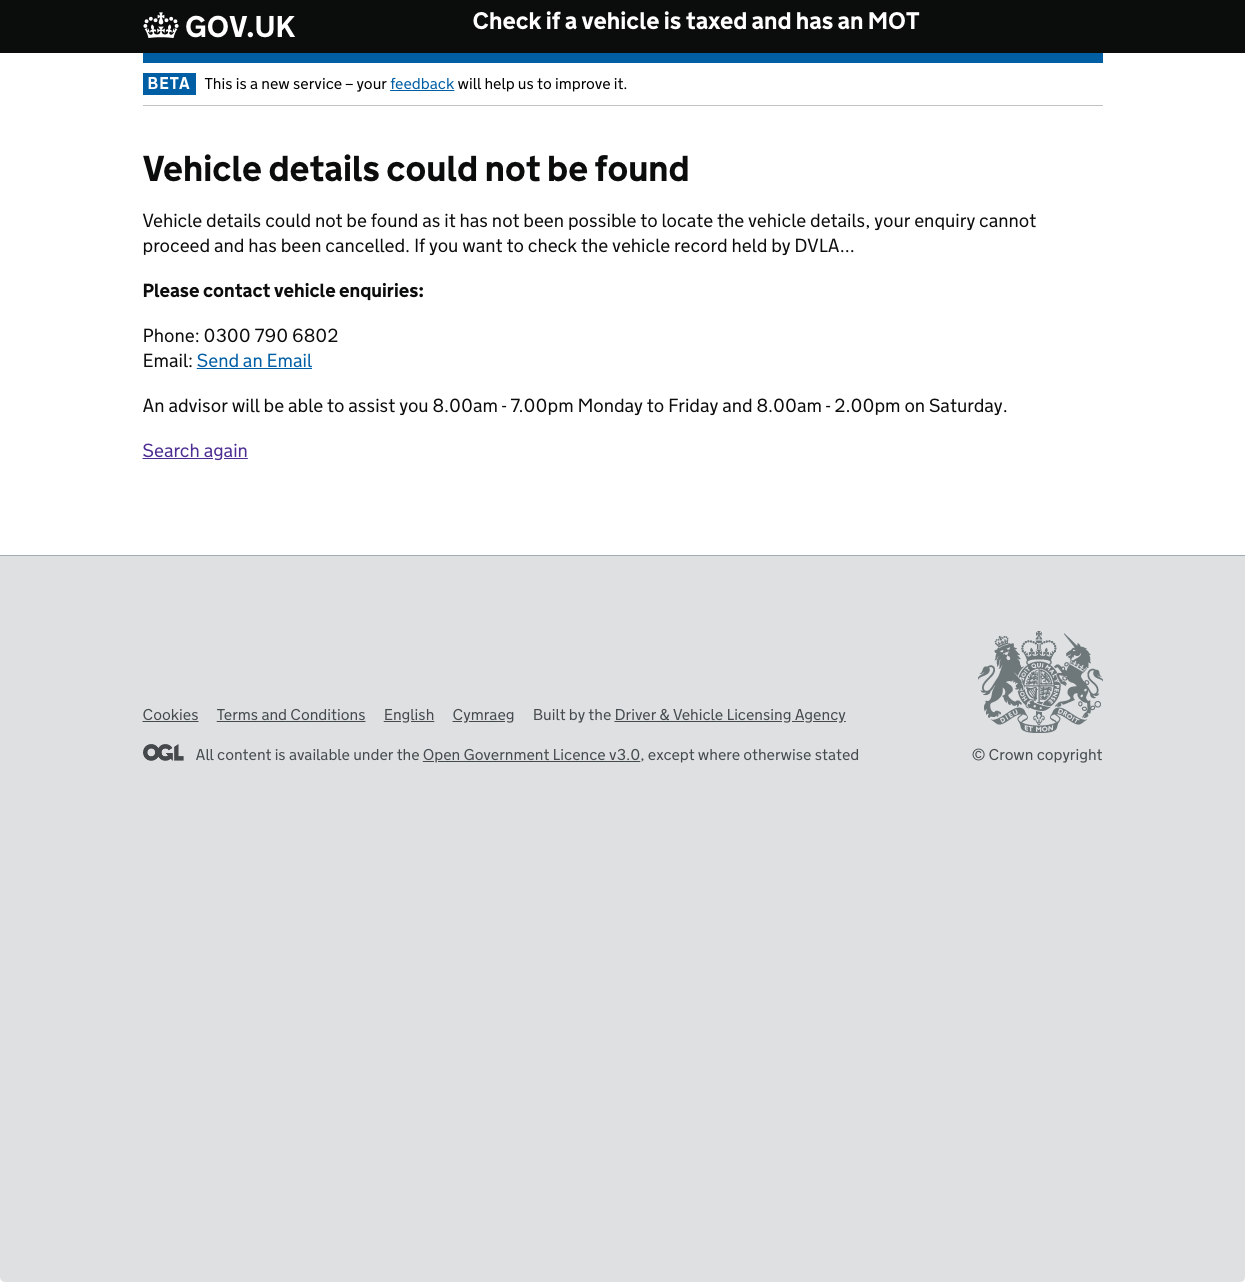 GOV.UK
Check if a vehicle is taxed and has an MOT
BETA This is a new service – your feedback will help us to improve it.
Vehicle details could not be found
Vehicle details could not be found as it has not been possible to locate the vehicle details, your enquiry cannot
proceed and has been cancelled. If you want to check the vehicle record held by DVLA...
Please contact vehicle enquiries:
Phone: 0300 790 6802
Email: Send an Email
An advisor will be able to assist you 8.00am - 7.00pm Monday to Friday and 8.00am - 2.00pm on Saturday.
Search again
Cookies Terms and Conditions English Cymraeg Built by the Driver & Vehicle Licensing Agency
OGL All content is available under the Open Government Licence v3.0, except where otherwise stated
DIEU ET MON DROIT
© Crown copyright